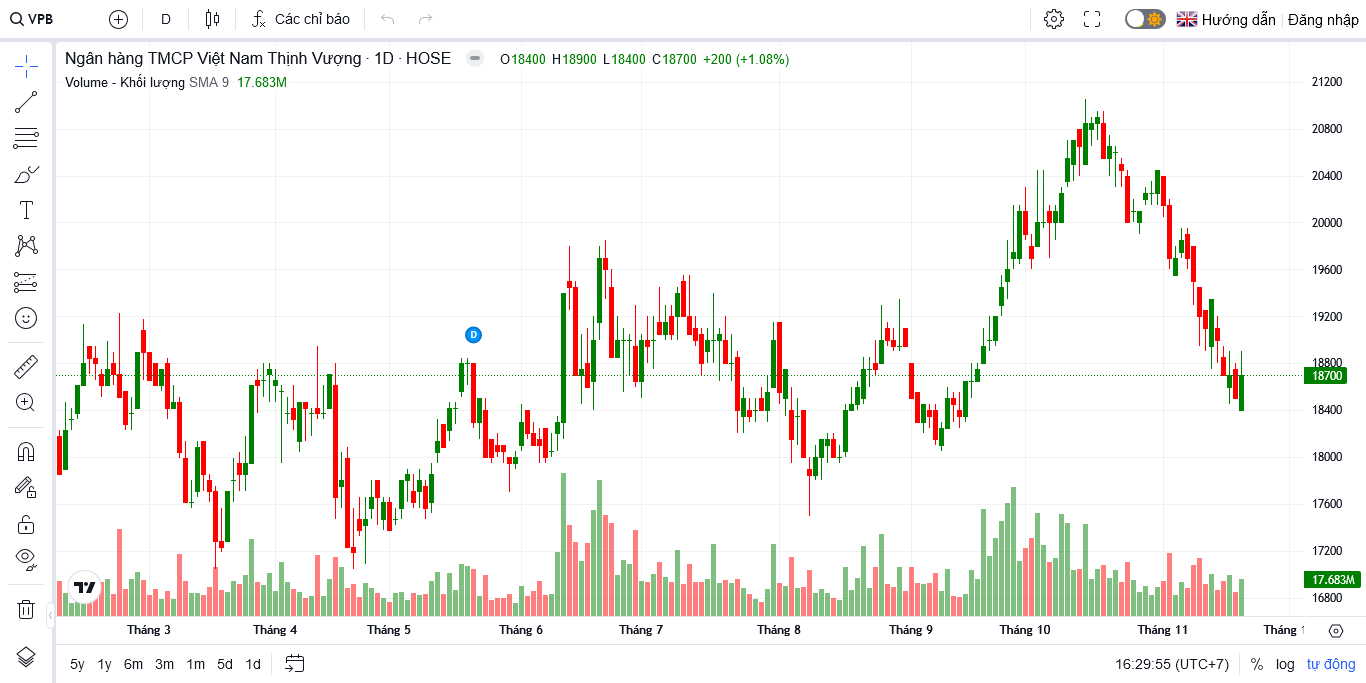 VPB D Các chỉ báo Hướng dẫn Đăng nhập
Ngân hàng TMCP Việt Nam Thịnh Vượng · 1D · HOSE O18400 H18900 L18400 C18700 +200 (+1.08%)
Volume - Khối lượng SMA 9 17.683M
21200
20800
20400
20000
19600
19200
18800
18700
18400
18000
17600
17200
17.683M
16800
D
Tháng 3 Tháng 4 Tháng 5 Tháng 6 Tháng 7 Tháng 8 Tháng 9 Tháng 10 Tháng 11 Tháng 1
5y 1y 6m 3m 1m 5d 1d 16:29:55 (UTC+7) % log tự động